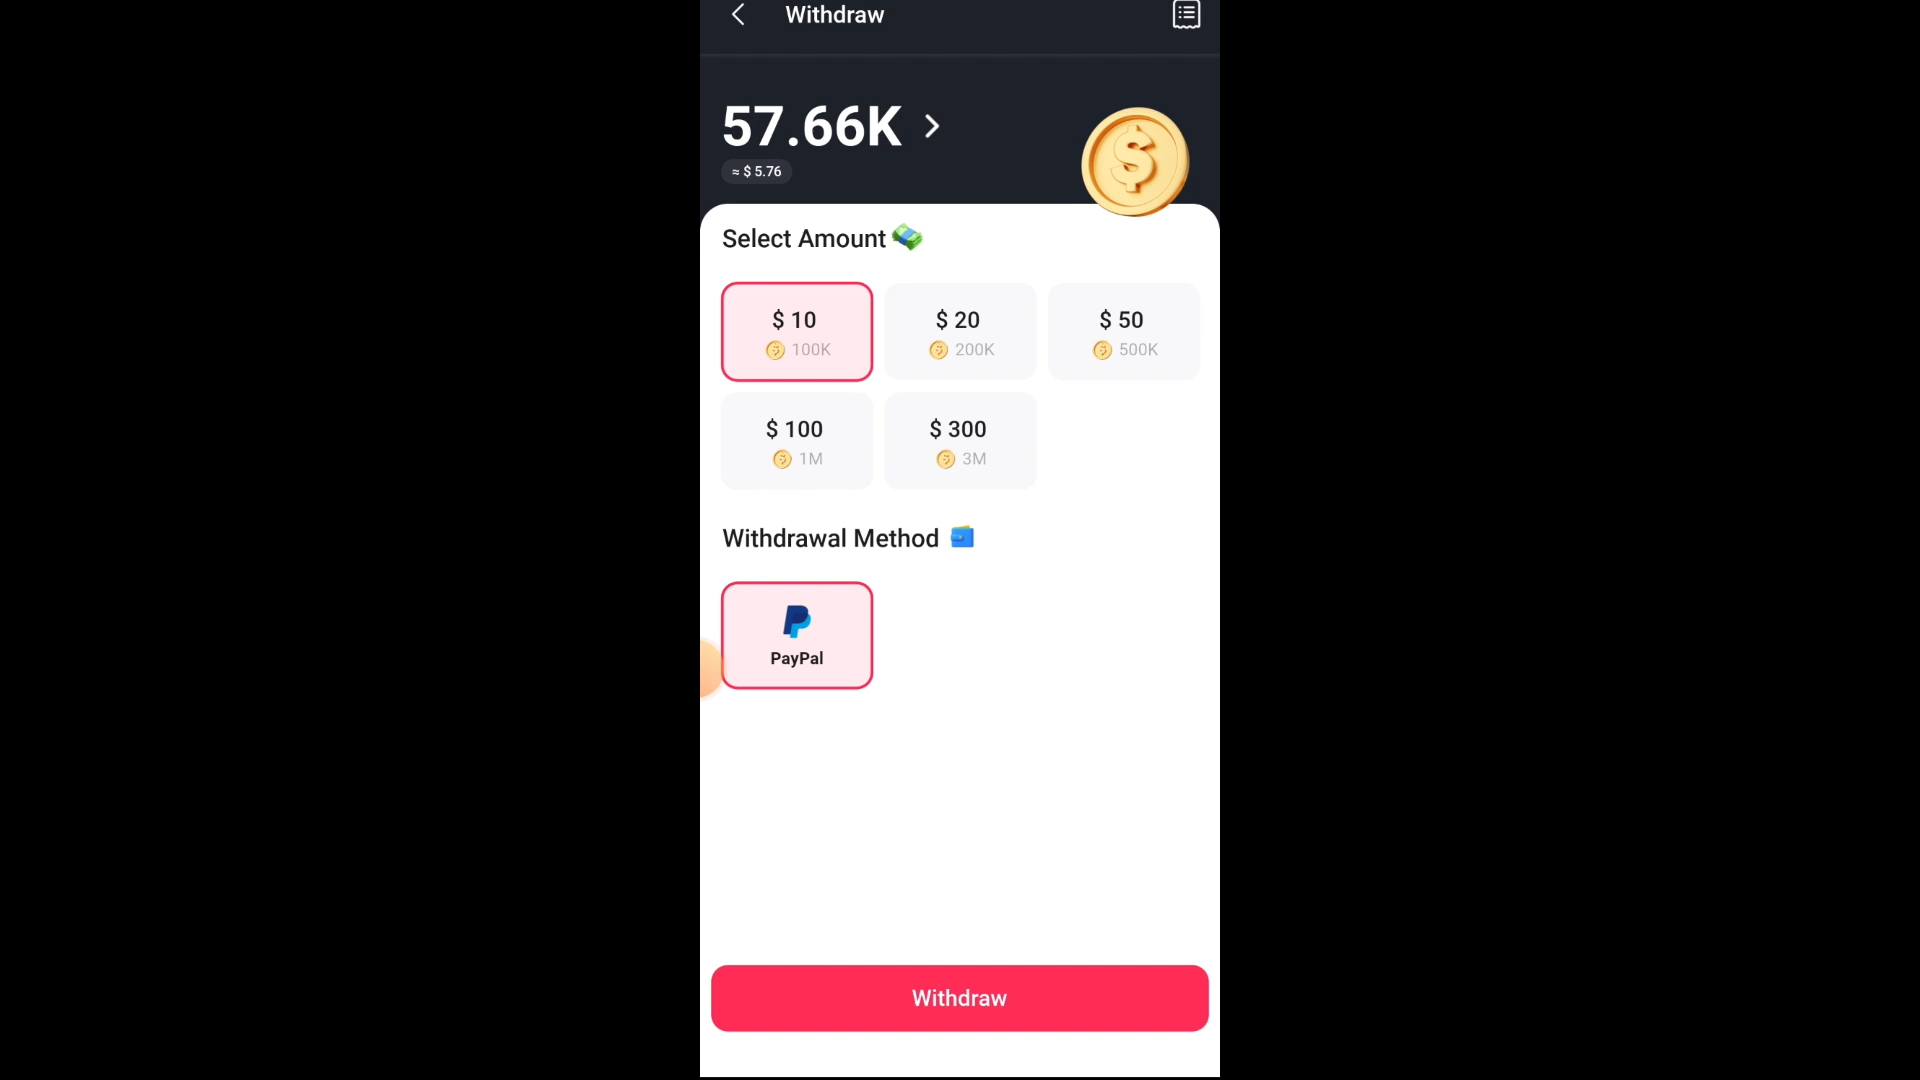 Withdraw
57.66K
≈ $ 5.76
Select Amount
$ 10
100K
$ 20
200K
$ 50
500K
$ 100
1M
$ 300
3M
Withdrawal Method
PayPal
Withdraw